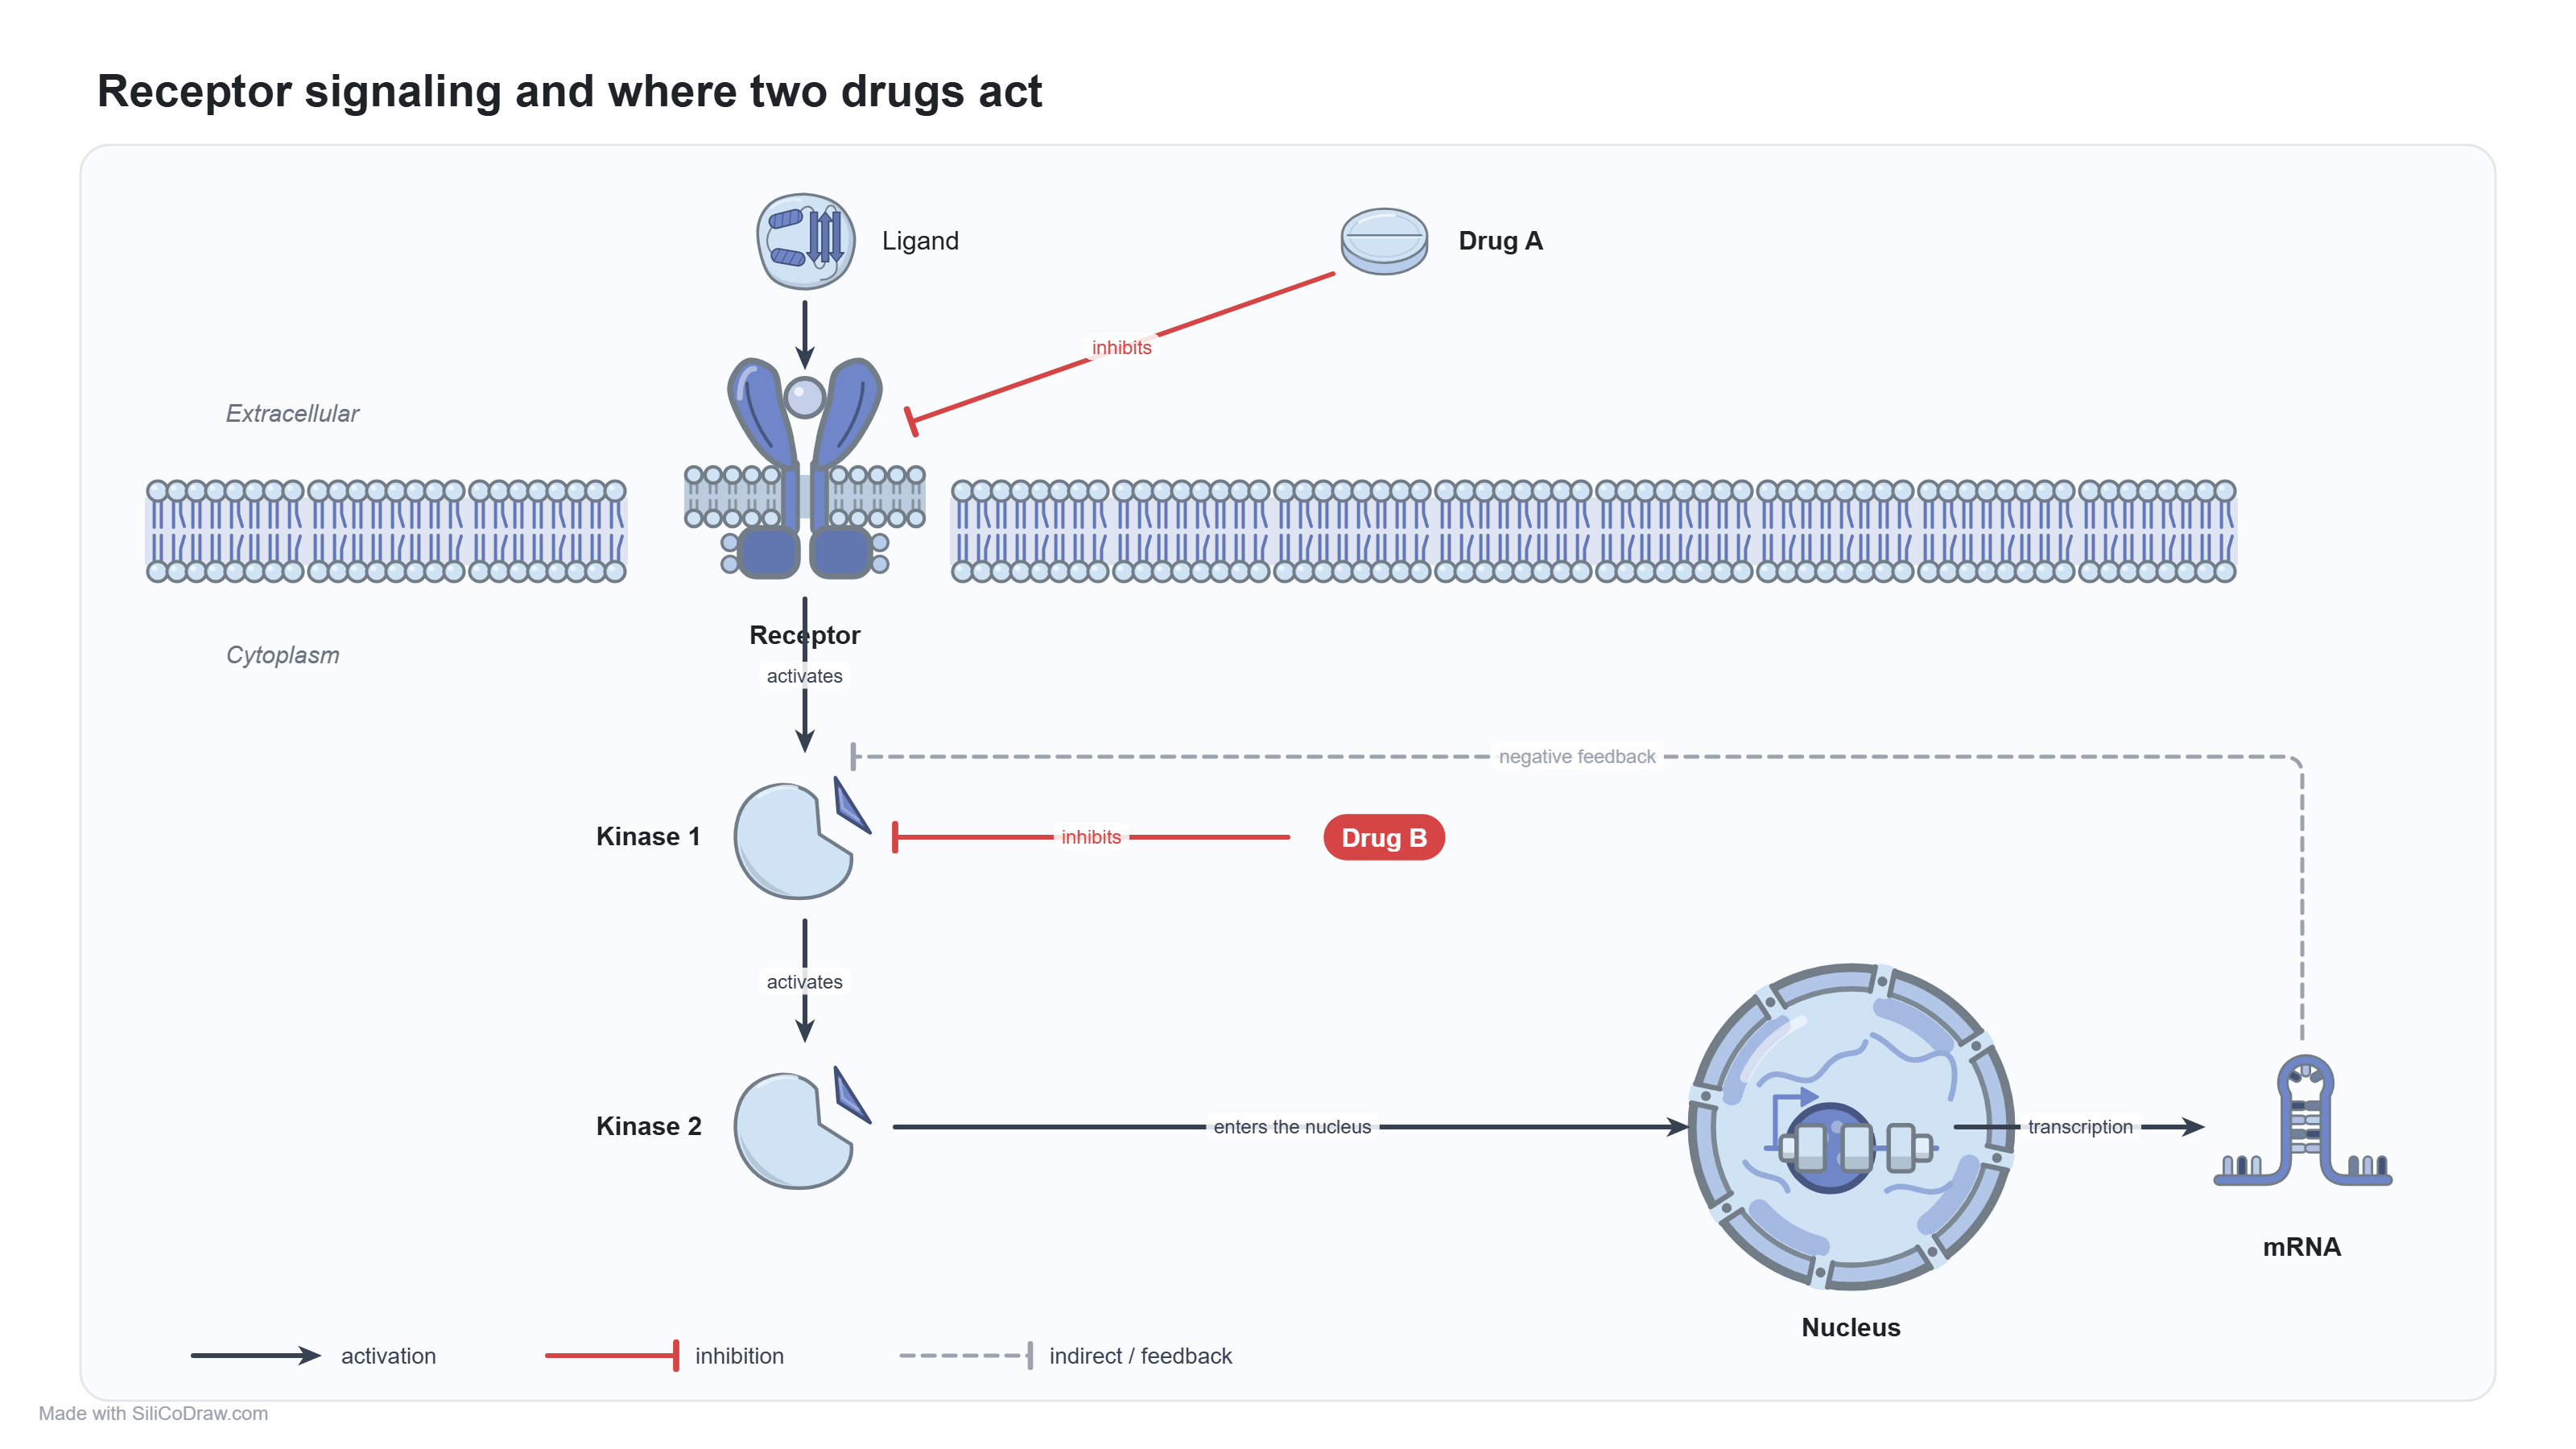 Receptor signaling and where two drugs act
Ligand
Drug A
inhibits
Extracellular
Receptor
Cytoplasm
activates
negative feedback
Kinase 1
inhibits
Drug B
activates
Kinase 2
enters the nucleus
transcription
mRNA
Nucleus
activation
inhibition
indirect / feedback
Made with SiliCoDraw.com